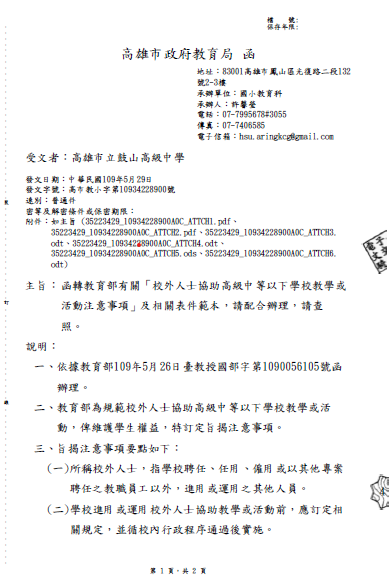 檔　　號:
保存年限:
高雄市政府教育局　函
地址：83001高雄市鳳山區光復路二段132
號2-3樓
承辦單位：國小教育科
承辦人：許馨瑩
電話：07-7995678#3055
傳真：07-7406585
電子信箱：hsu.aringkcg@gmail.com
受文者：高雄市立鼓山高級中學
發文日期：中華民國109年5月29日
發文字號：高市教小字第10934228900號
速別：普通件
密等及解密條件或保密期限：
附件：如主旨（35223429_10934228900A0C_ATTCH1.pdf、
35223429_10934228900A0C_ATTCH2.pdf、35223429_10934228900A0C_ATTCH3.
odt、35223429_10934228900A0C_ATTCH4.odt、
35223429_10934228900A0C_ATTCH5.ods、35223429_10934228900A0C_ATTCH6.
odt）
主旨：函轉教育部有關「校外人士協助高級中等以下學校教學或
活動注意事項」及相關表件範本，請配合辦理，請查
照。
說明：
一、依據教育部109年5月26日臺教授國部字第1090056105號函
辦理。
二、教育部為規範校外人士協助高級中等以下學校教學或活
動，俾維護學生權益，特訂定旨揭注意事項。
三、旨揭注意事項要點如下：
(一)所稱校外人士，指學校聘任、任用、僱用或以其他專案
聘任之教職員工以外，進用或運用之其他人員。
(二)學校進用或運用校外人士協助教學或活動前，應訂定相
關規定，並循校內行政程序通過後實施。
訂
線
第 1 頁，共 2 頁